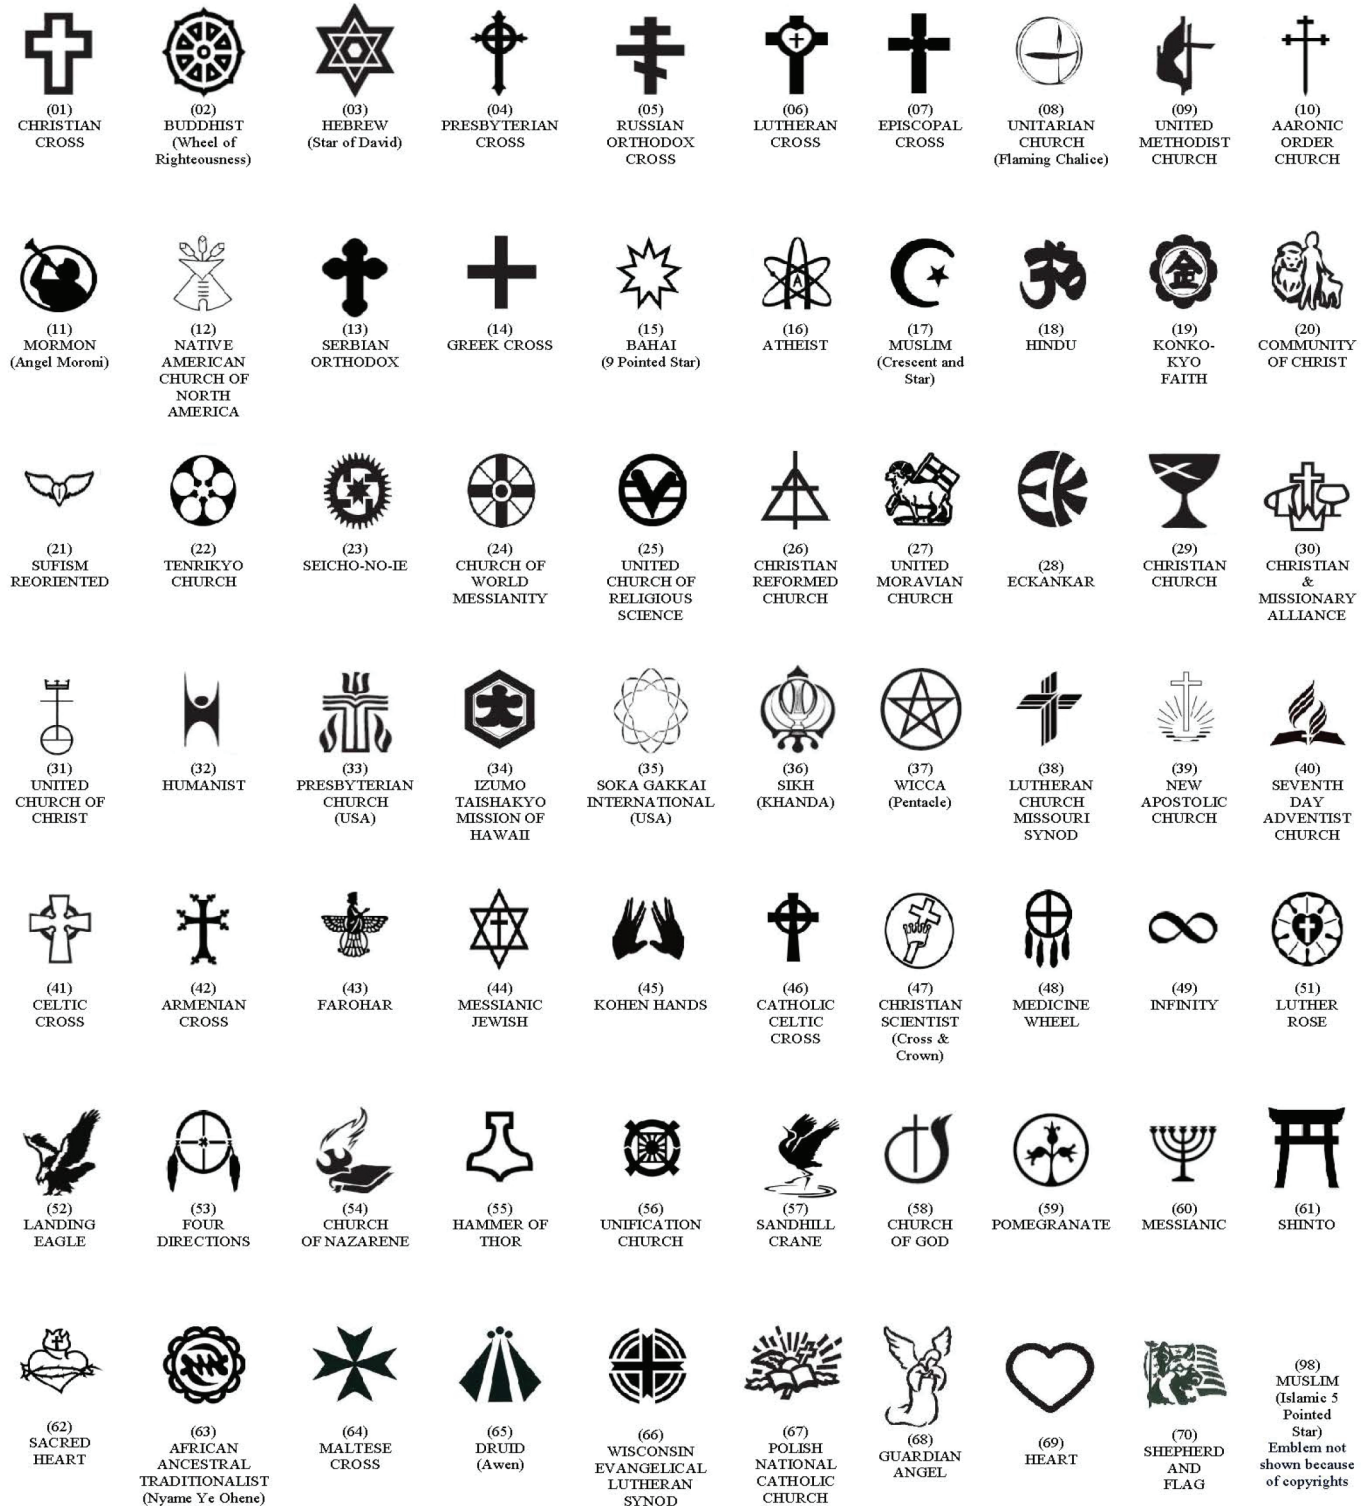 (01)
CHRISTIAN
CROSS
(02)
BUDDHIST
(Wheel of
Righteousness)
(03)
HEBREW
(Star of David)
(04)
PRESBYTERIAN
CROSS
(05)
RUSSIAN
ORTHODOX
CROSS
(06)
LUTHERAN
CROSS
(07)
EPISCOPAL
CROSS
(08)
UNITARIAN
CHURCH
(Flaming Chalice)
(09)
UNITED
METHODIST
CHURCH
(10)
AARONIC
ORDER
CHURCH
(11)
MORMON
(Angel Moroni)
(12)
NATIVE
AMERICAN
CHURCH OF
NORTH
AMERICA
(13)
SERBIAN
ORTHODOX
(14)
GREEK CROSS
(15)
BAHAI
(9 Pointed Star)
A
(16)
ATHEIST
(17)
MUSLIM
(Crescent and
Star)
ॐ
(18)
HINDU
金
(19)
KONKO-
KYO
FAITH
(20)
COMMUNITY
OF CHRIST
(21)
SUFISM
REORIENTED
(22)
TENRIKYO
CHURCH
(23)
SEICHO-NO-IE
(24)
CHURCH OF
WORLD
MESSIANITY
(25)
UNITED
CHURCH OF
RELIGIOUS
SCIENCE
(26)
CHRISTIAN
REFORMED
CHURCH
(27)
UNITED
MORAVIAN
CHURCH
(28)
ECKANKAR
(29)
CHRISTIAN
CHURCH
(30)
CHRISTIAN
&
MISSIONARY
ALLIANCE
(31)
UNITED
CHURCH OF
CHRIST
(32)
HUMANIST
(33)
PRESBYTERIAN
CHURCH
(USA)
(34)
IZUMO
TAISHAKYO
MISSION OF
HAWAII
(35)
SOKA GAKKAI
INTERNATIONAL
(USA)
(36)
SIKH
(KHANDA)
(37)
WICCA
(Pentacle)
(38)
LUTHERAN
CHURCH
MISSOURI
SYNOD
(39)
NEW
APOSTOLIC
CHURCH
(40)
SEVENTH
DAY
ADVENTIST
CHURCH
(41)
CELTIC
CROSS
(42)
ARMENIAN
CROSS
(43)
FAROHAR
(44)
MESSIANIC
JEWISH
(45)
KOHEN HANDS
(46)
CATHOLIC
CELTIC
CROSS
(47)
CHRISTIAN
SCIENTIST
(Cross &
Crown)
(48)
MEDICINE
WHEEL
(49)
INFINITY
(51)
LUTHER
ROSE
(52)
LANDING
EAGLE
(53)
FOUR
DIRECTIONS
(54)
CHURCH
OF NAZARENE
(55)
HAMMER OF
THOR
(56)
UNIFICATION
CHURCH
(57)
SANDHILL
CRANE
(58)
CHURCH
OF GOD
(59)
POMEGRANATE
(60)
MESSIANIC
(61)
SHINTO
(62)
SACRED
HEART
(63)
AFRICAN
ANCESTRAL
TRADITIONALIST
(Nyame Ye Ohene)
(64)
MALTESE
CROSS
(65)
DRUID
(Awen)
(66)
WISCONSIN
EVANGELICAL
LUTHERAN
SYNOD
(67)
POLISH
NATIONAL
CATHOLIC
CHURCH
(68)
GUARDIAN
ANGEL
(69)
HEART
(70)
SHEPHERD
AND
FLAG
(98)
MUSLIM
(Islamic 5
Pointed
Star)
Emblem not
shown because
of copyrights